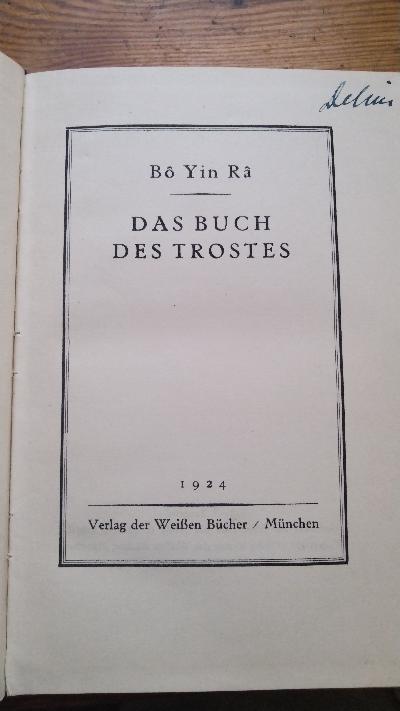 Bô Yin Râ
DAS BUCH
DES TROSTES
1924
Verlag der Weißen Bücher / München